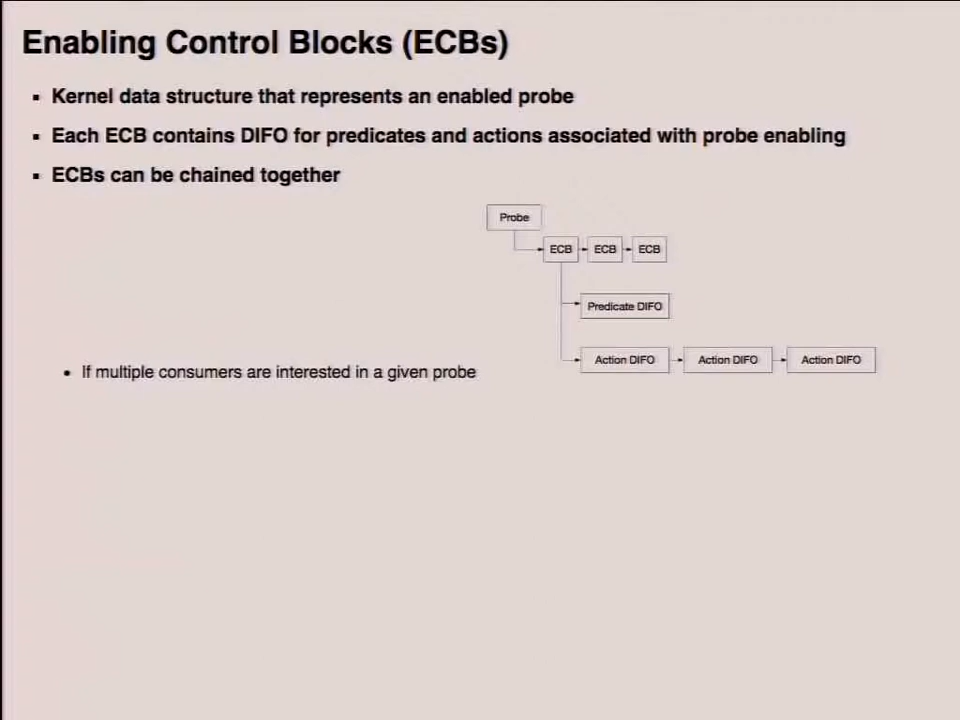 Enabling Control Blocks (ECBs)
Kernel data structure that represents an enabled probe
Each ECB contains DIFO for predicates and actions associated with probe enabling
ECBs can be chained together
Probe
ECB ECB ECB
Predicate DIFO
Action DIFO Action DIFO Action DIFO
If multiple consumers are interested in a given probe